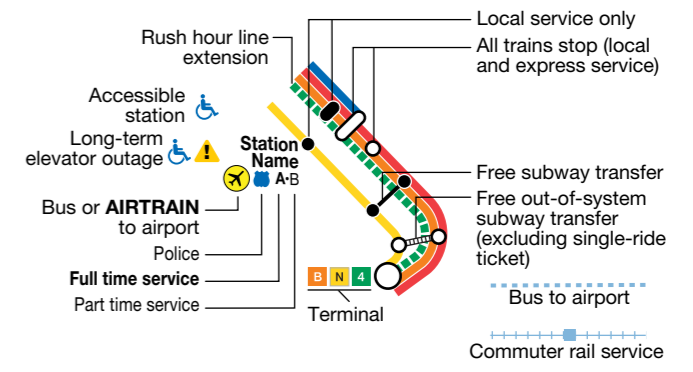 Local service only
Rush hour line
extension
All trains stop (local
and express service)
Accessible
station
Long-term
elevator outage
Station
Name
A•B
Bus or AIRTRAIN
to airport
Police
Full time service
Part time service
Free subway transfer
Free out-of-system
subway transfer
(excluding single-ride
ticket)
B N 4
Terminal
Bus to airport
Commuter rail service